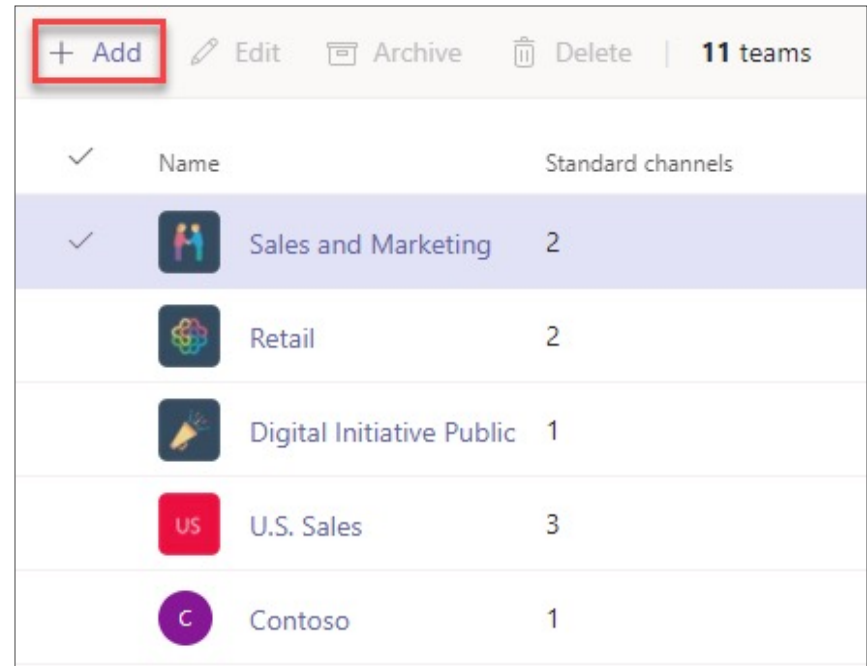 + Add Edit Archive Delete | 11 teams
Name Standard channels
Sales and Marketing 2
Retail 2
Digital Initiative Public 1
US U.S. Sales 3
C Contoso 1